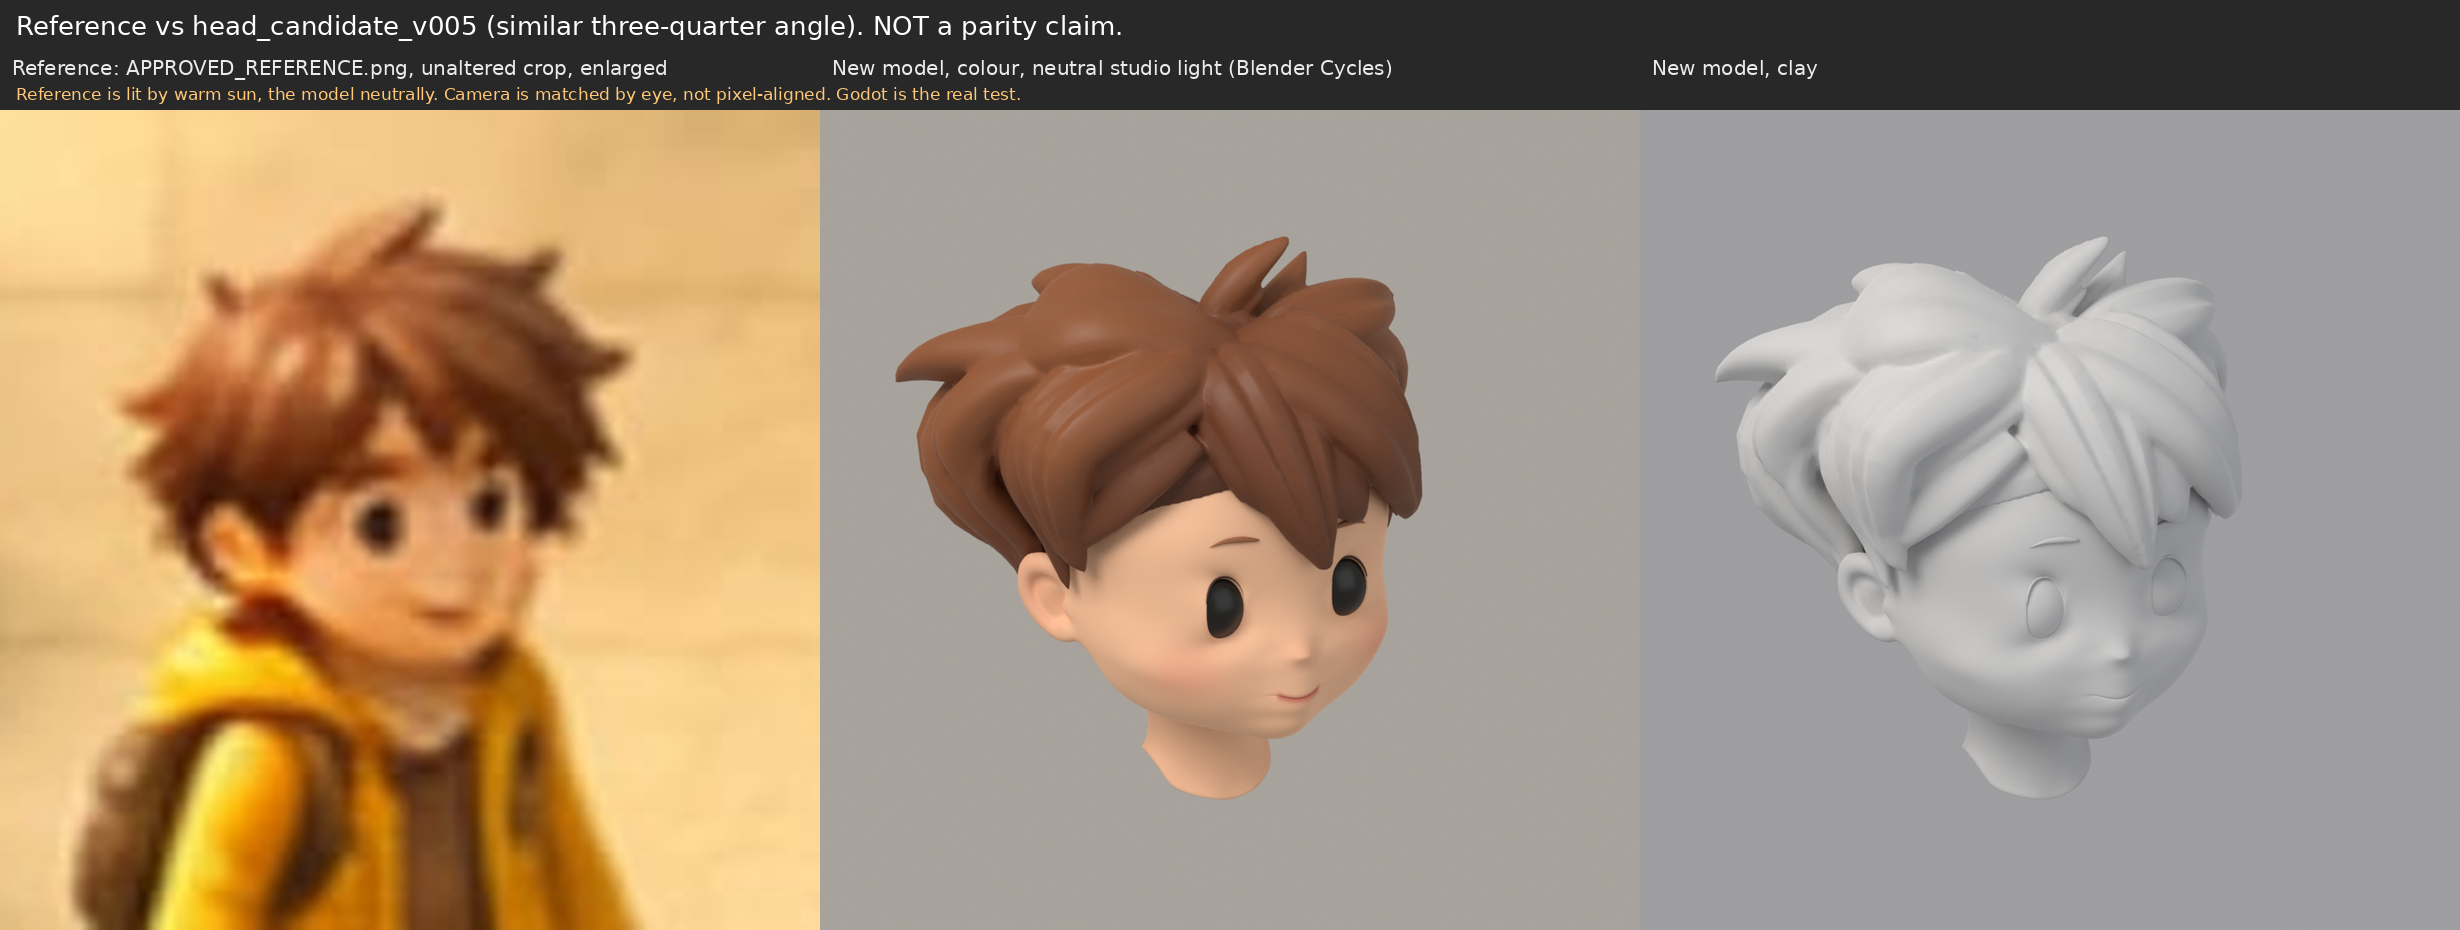 Reference vs head_candidate_v005 (similar three-quarter angle). NOT a parity claim.
Reference: APPROVED_REFERENCE.png, unaltered crop, enlarged
New model, colour, neutral studio light (Blender Cycles)
New model, clay
Reference is lit by warm sun, the model neutrally. Camera is matched by eye, not pixel-aligned. Godot is the real test.